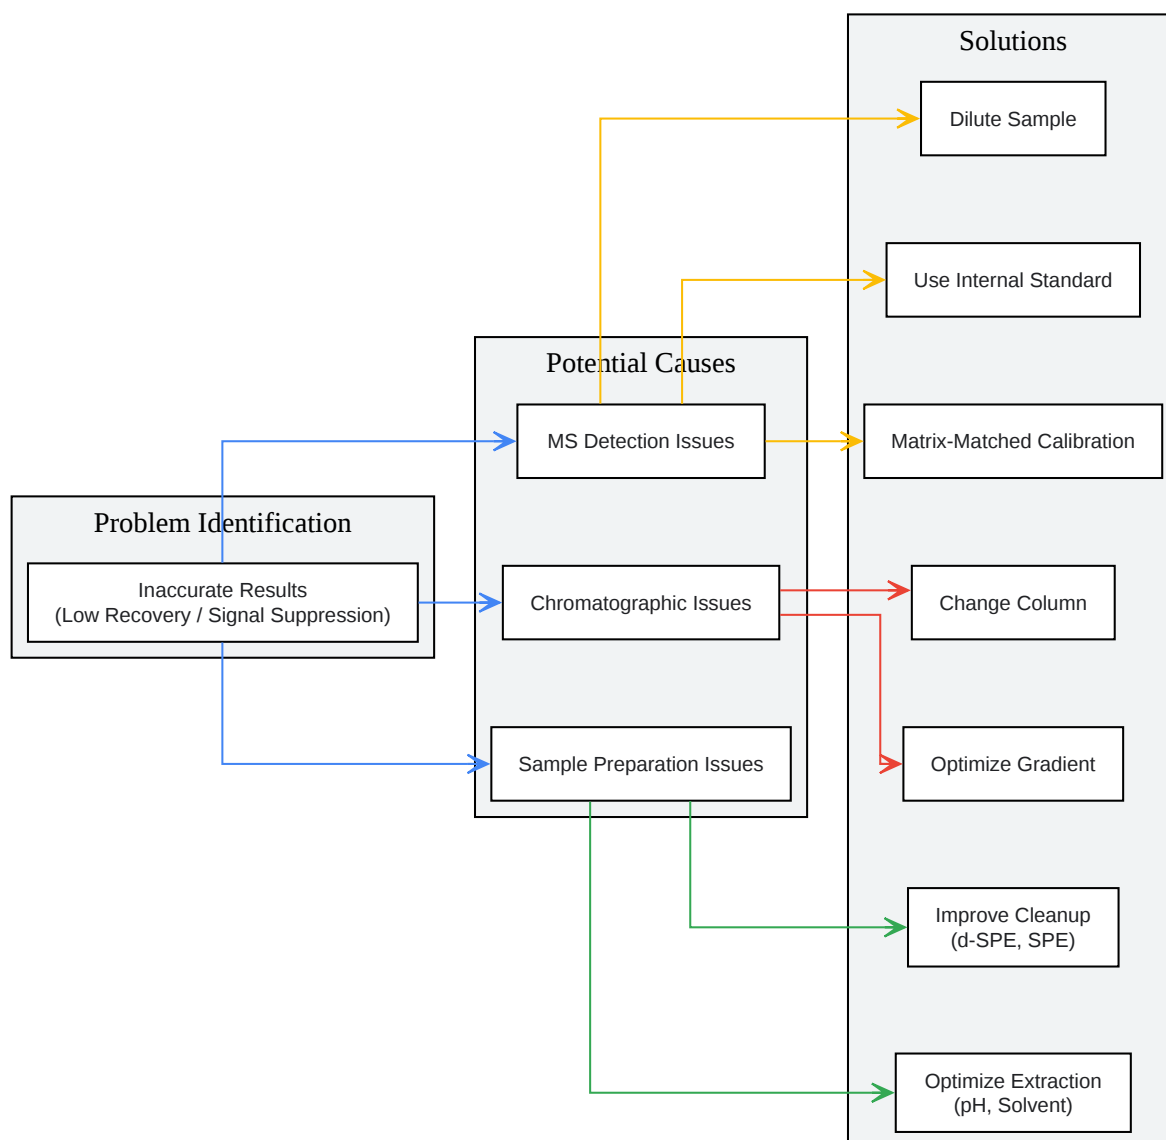 Solutions
Dilute Sample
Use Internal Standard
Potential Causes
MS Detection Issues
Matrix-Matched Calibration
Problem Identification
Inaccurate Results
(Low Recovery / Signal Suppression)
Chromatographic Issues
Change Column
Sample Preparation Issues
Optimize Gradient
Improve Cleanup
(d-SPE, SPE)
Optimize Extraction
(pH, Solvent)